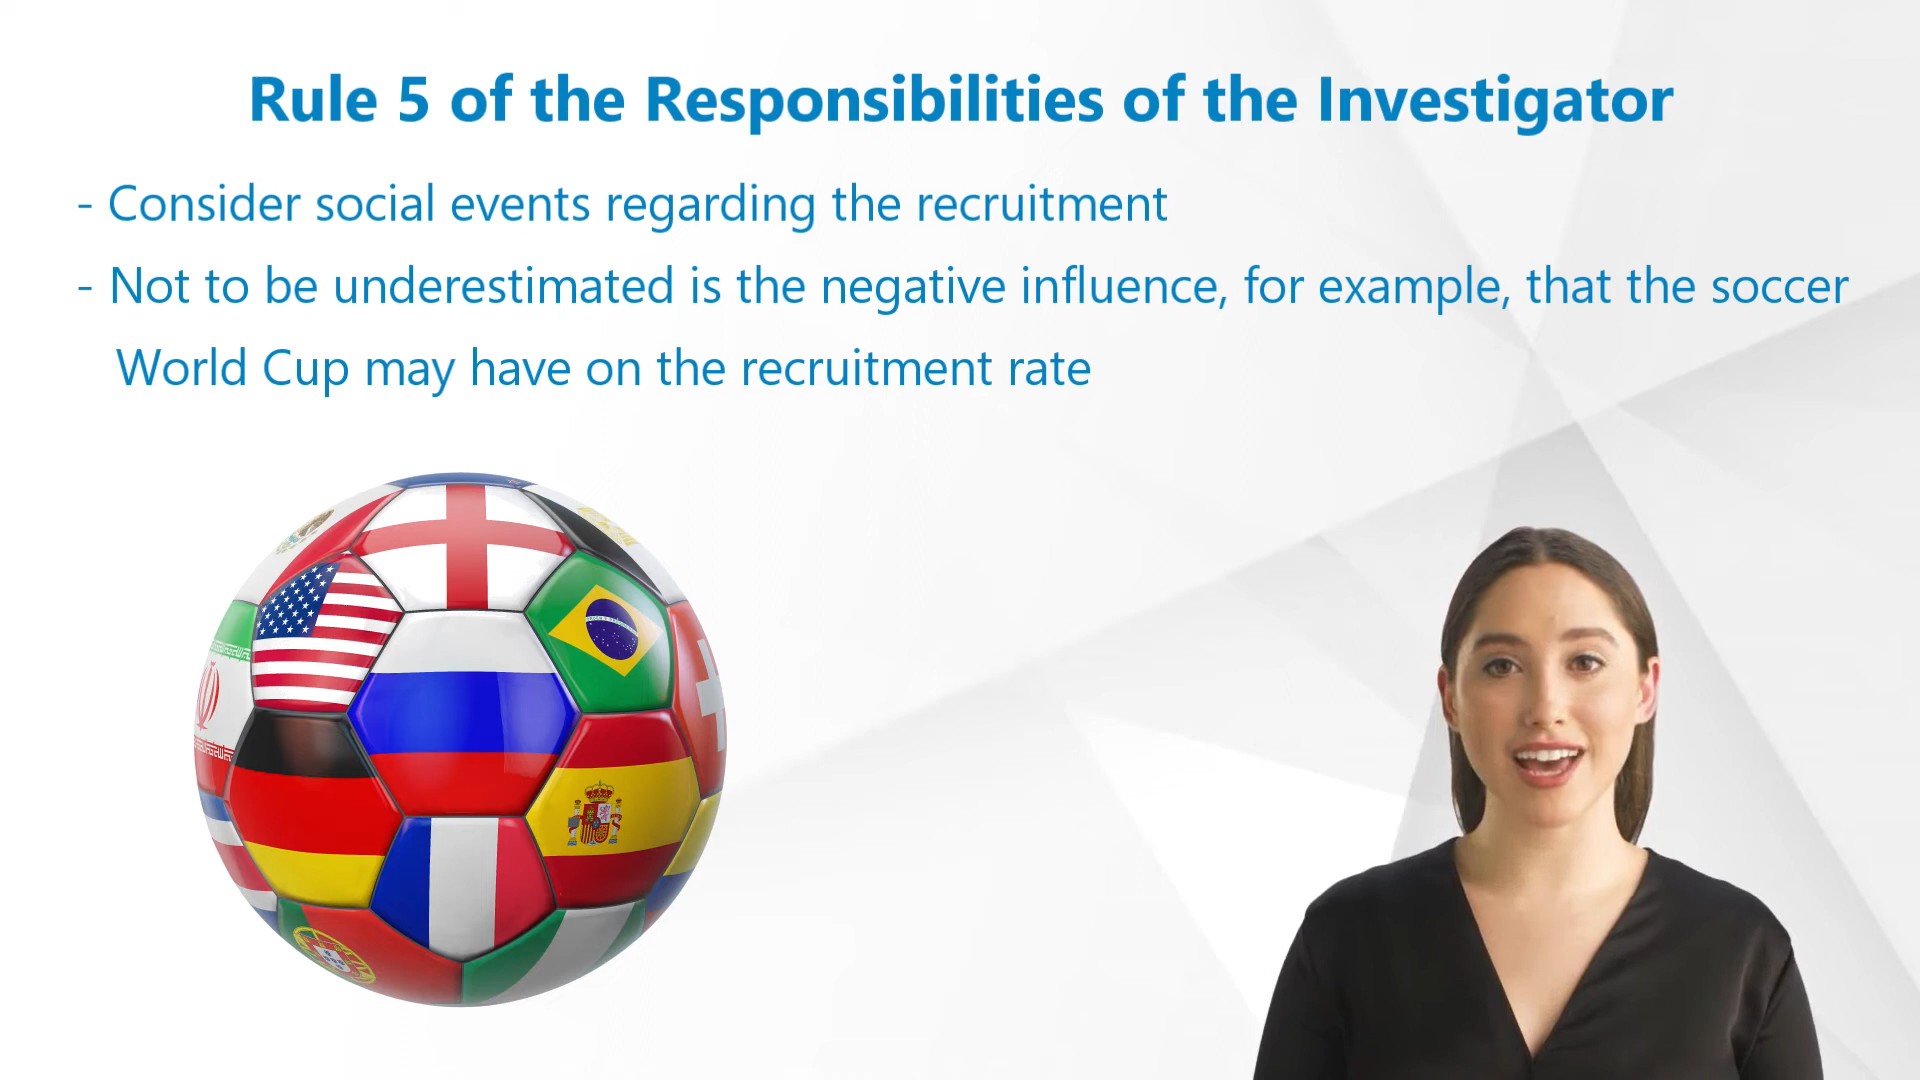 Rule 5 of the Responsibilities of the Investigator
- Consider social events regarding the recruitment
- Not to be underestimated is the negative influence, for example, that the soccer
World Cup may have on the recruitment rate